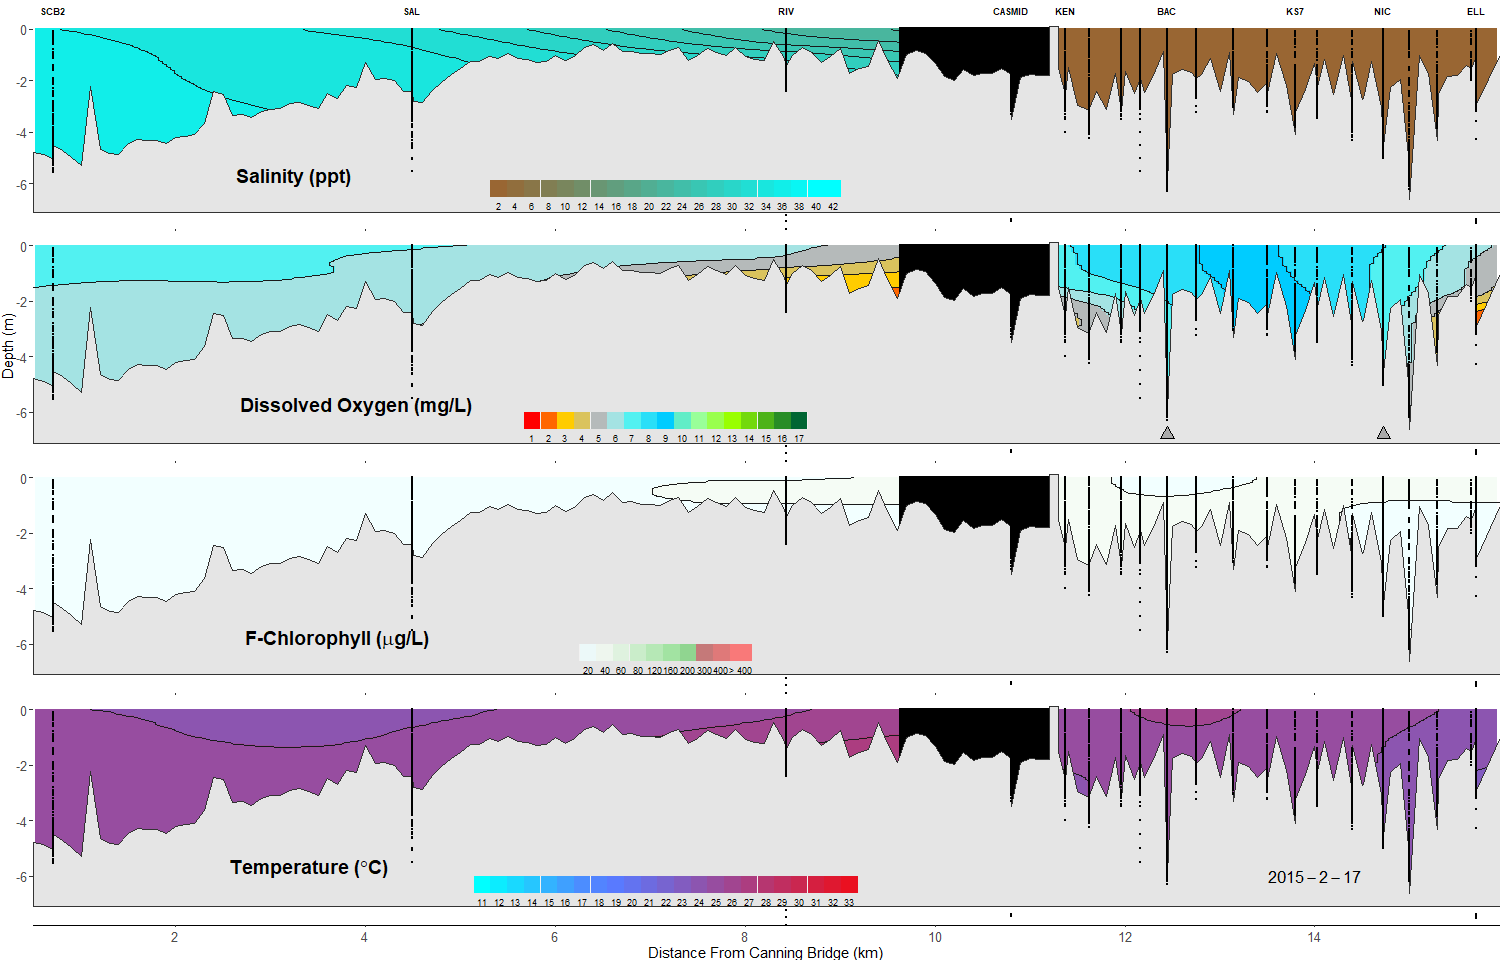 SCB2 SAL RIV CASMID KEN BAC KS7 NIC ELL
0
-2
-4
-6
Salinity (ppt)
2 4 6 8 10 12 14 16 18 20 22 24 26 28 30 32 34 36 38 40 42
0
-2
-4
-6
Dissolved Oxygen (mg/L)
1 2 3 4 5 6 7 8 9 10 11 12 13 14 15 16 17
Depth (m)
0
-2
-4
-6
F-Chlorophyll (µg/L)
20 40 60 80 120 160 200 300 400 > 400
0
-2
-4
-6
Temperature (°C)
2015 – 2 – 17
11 12 13 14 15 16 17 18 19 20 21 22 23 24 25 26 27 28 29 30 31 32 33
2 4 6 8 10 12 14
Distance From Canning Bridge (km)